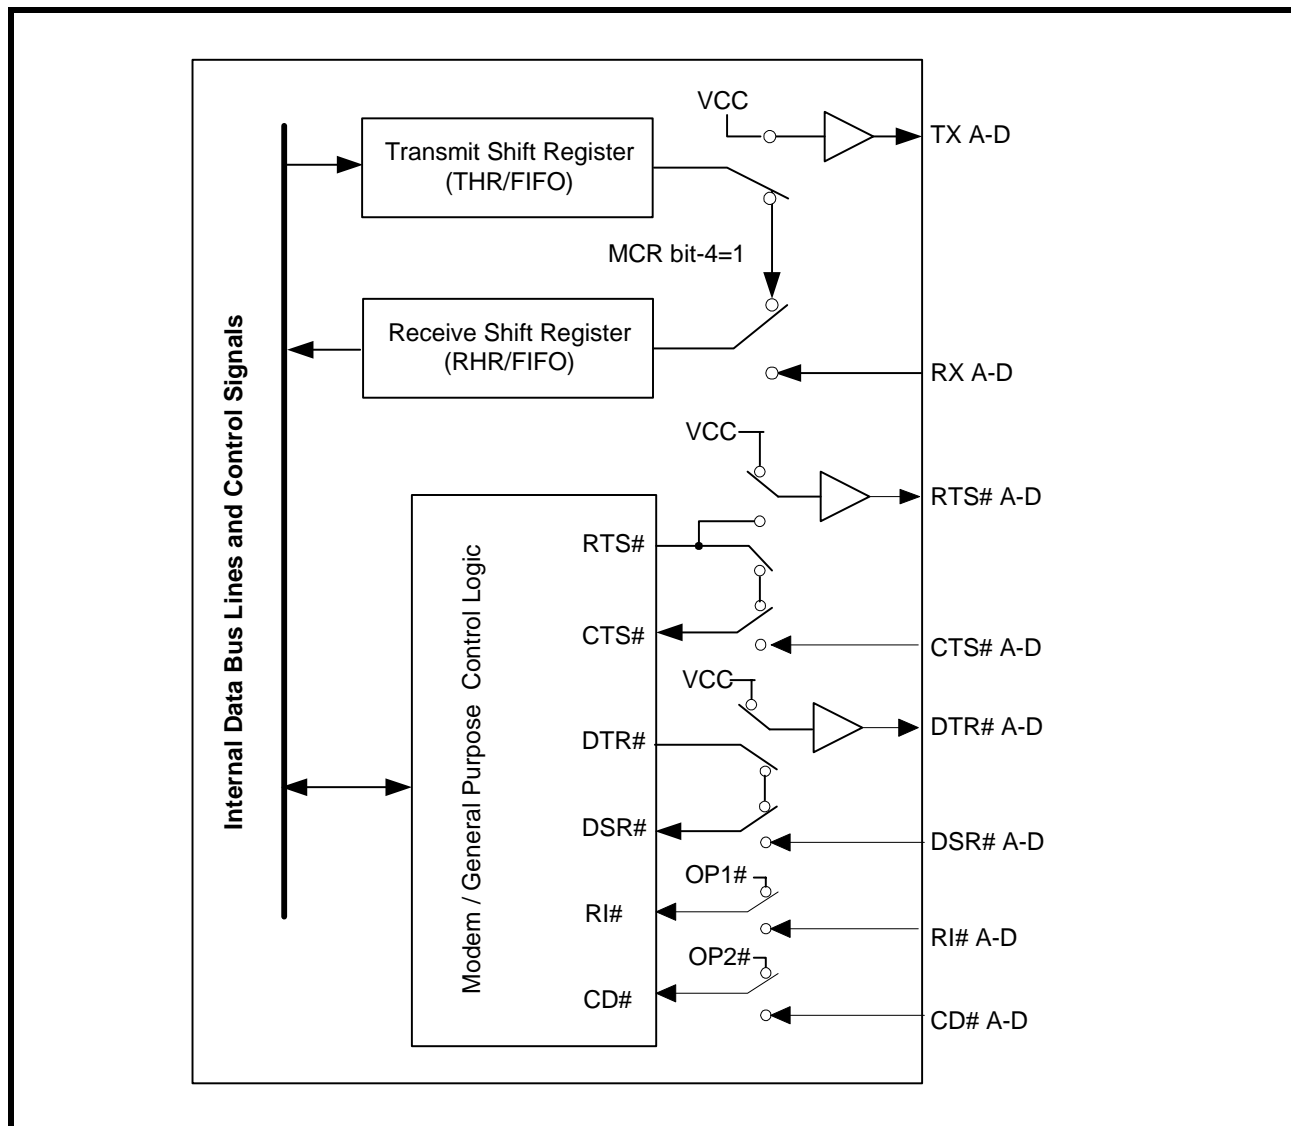 VCC
TX A-D
Transmit Shift Register
(THR/FIFO)
MCR bit-4=1
Receive Shift Register
(RHR/FIFO)
RX A-D
Internal Data Bus Lines and Control Signals
VCC
RTS# A-D
Modem / General Purpose Control Logic
RTS#
CTS#
CTS# A-D
VCC
DTR# A-D
DTR#
DSR#
DSR# A-D
OP1#
RI#
RI# A-D
OP2#
CD#
CD# A-D